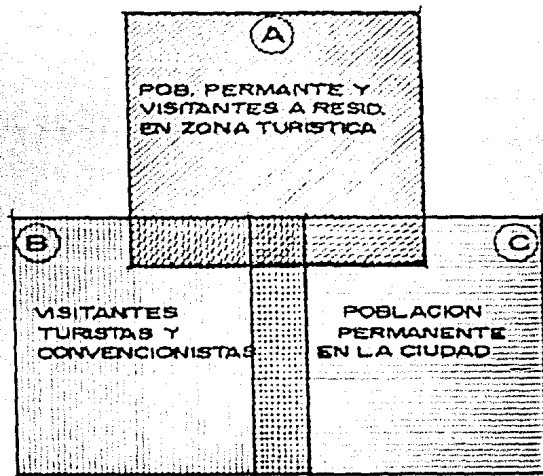 A
POB. PERMANTE Y
VISITANTES A RESID.
EN ZONA TURISTICA
B
VISITANTES
TURISTAS Y
CONVENCIONISTAS
C
POBLACION
PERMANENTE
EN LA CIUDAD